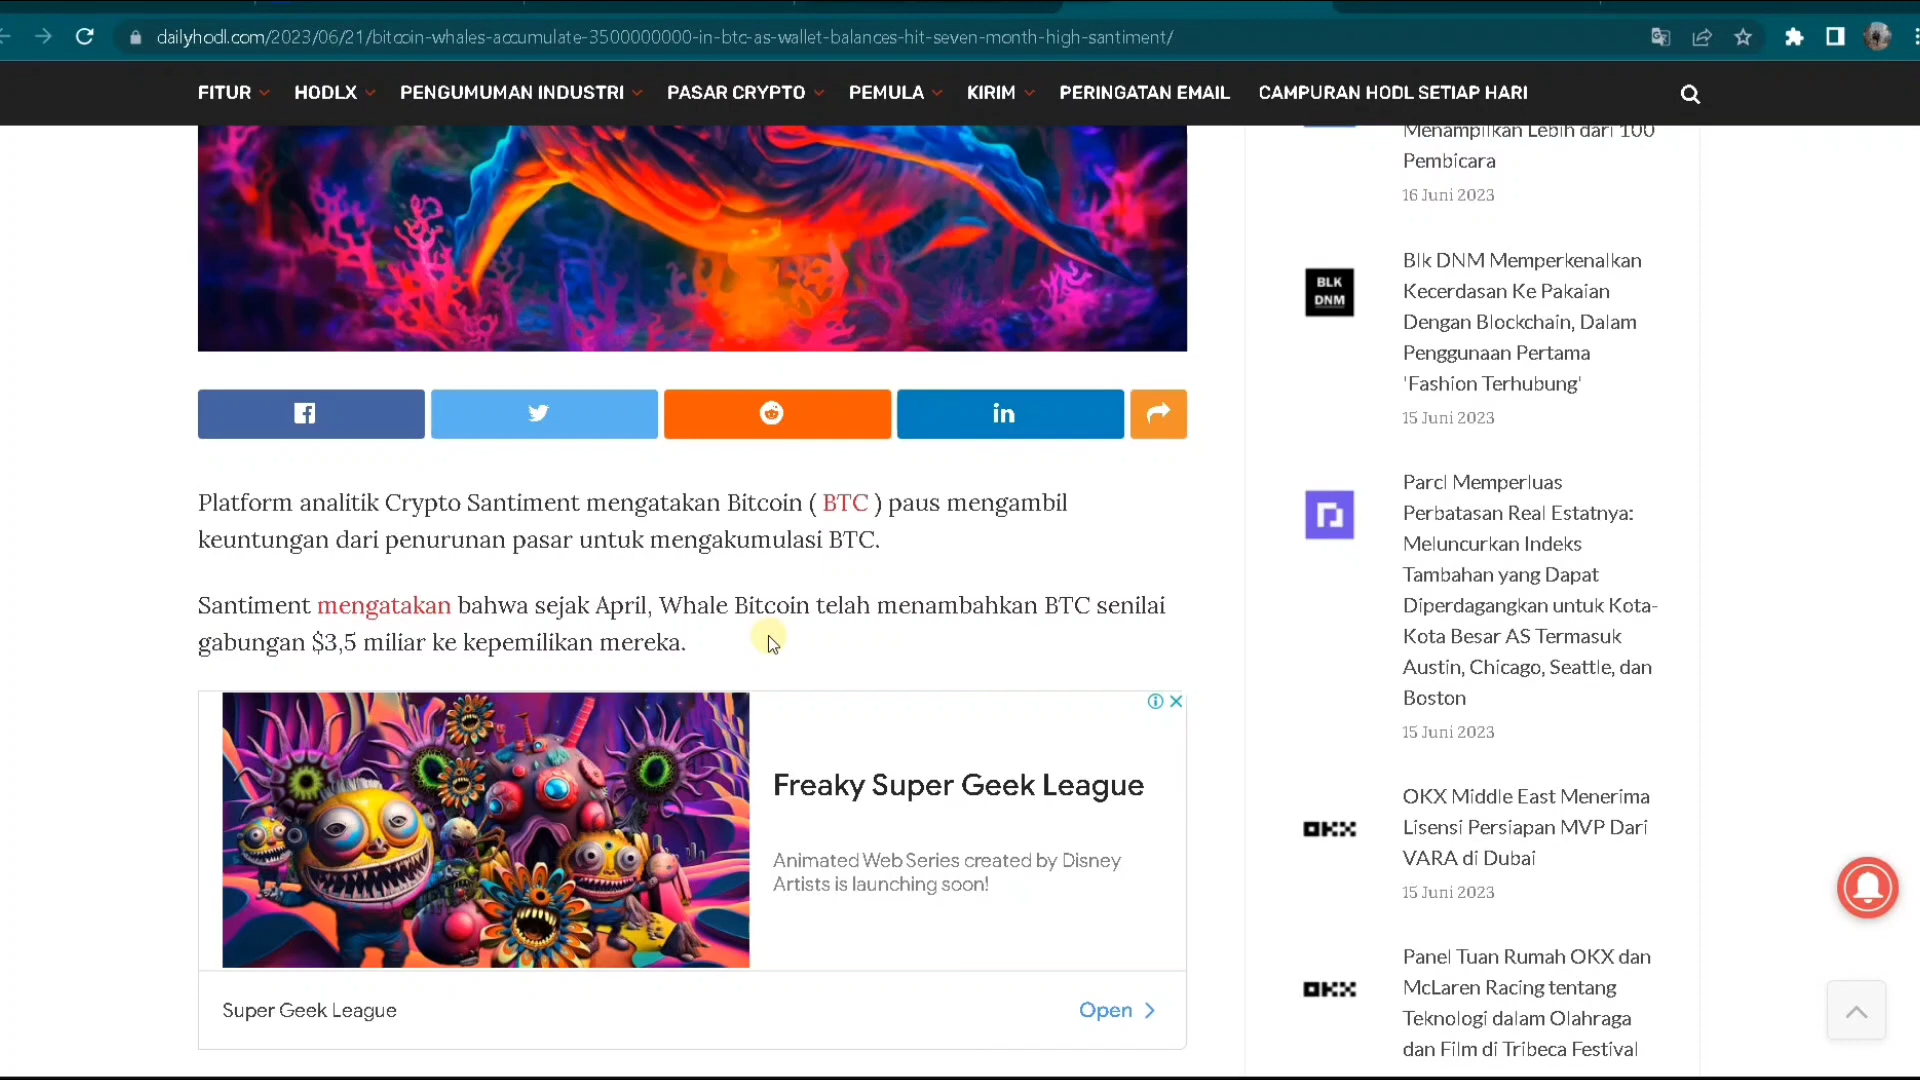 dailyhodl.com/2023/06/21/bitcoin-whales-accumulate-3500000000-in-btc-as-wallet-balances-hit-seven-month-high-santiment/
FITUR HODLX PENGUMUMAN INDUSTRI PASAR CRYPTO PEMULA KIRIM PERINGATAN EMAIL CAMPURAN HODL SETIAP HARI
Platform analitik Crypto Santiment mengatakan Bitcoin ( BTC ) paus mengambil
keuntungan dari penurunan pasar untuk mengakumulasi BTC.
Santiment mengatakan bahwa sejak April, Whale Bitcoin telah menambahkan BTC senilai
gabungan $3,5 miliar ke kepemilikan mereka.
Freaky Super Geek League
Animated Web Series created by Disney
Artists is launching soon!
Super Geek League
Open
Menampilkan Lebih dari 100
Pembicara
16 Juni 2023
BLK
DNM
Blk DNM Memperkenalkan
Kecerdasan Ke Pakaian
Dengan Blockchain, Dalam
Penggunaan Pertama
'Fashion Terhubung'
15 Juni 2023
Parcl Memperluas
Perbatasan Real Estatnya:
Meluncurkan Indeks
Tambahan yang Dapat
Diperdagangkan untuk Kota-
Kota Besar AS Termasuk
Austin, Chicago, Seattle, dan
Boston
15 Juni 2023
OKX
OKX Middle East Menerima
Lisensi Persiapan MVP Dari
VARA di Dubai
15 Juni 2023
OKX
Panel Tuan Rumah OKX dan
McLaren Racing tentang
Teknologi dalam Olahraga
dan Film di Tribeca Festival